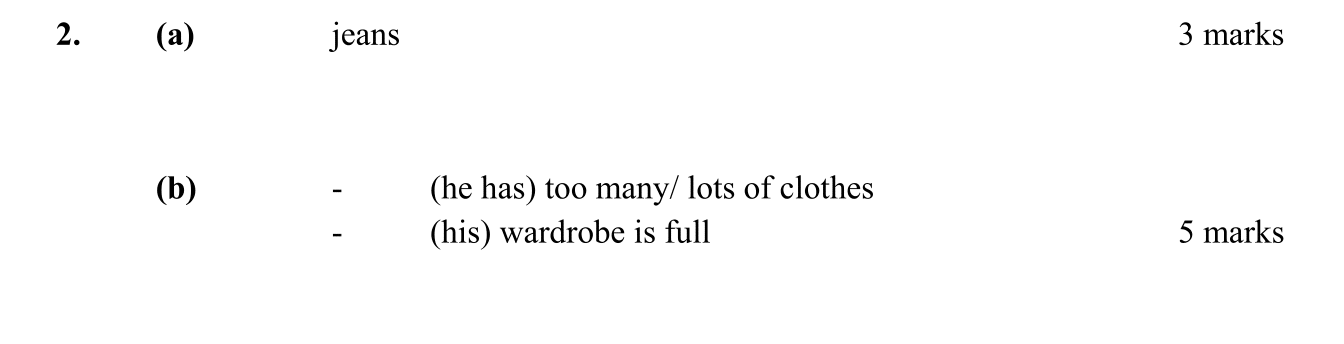 2. (a) jeans 3 marks
(b) - (he has) too many/ lots of clothes
- (his) wardrobe is full 5 marks